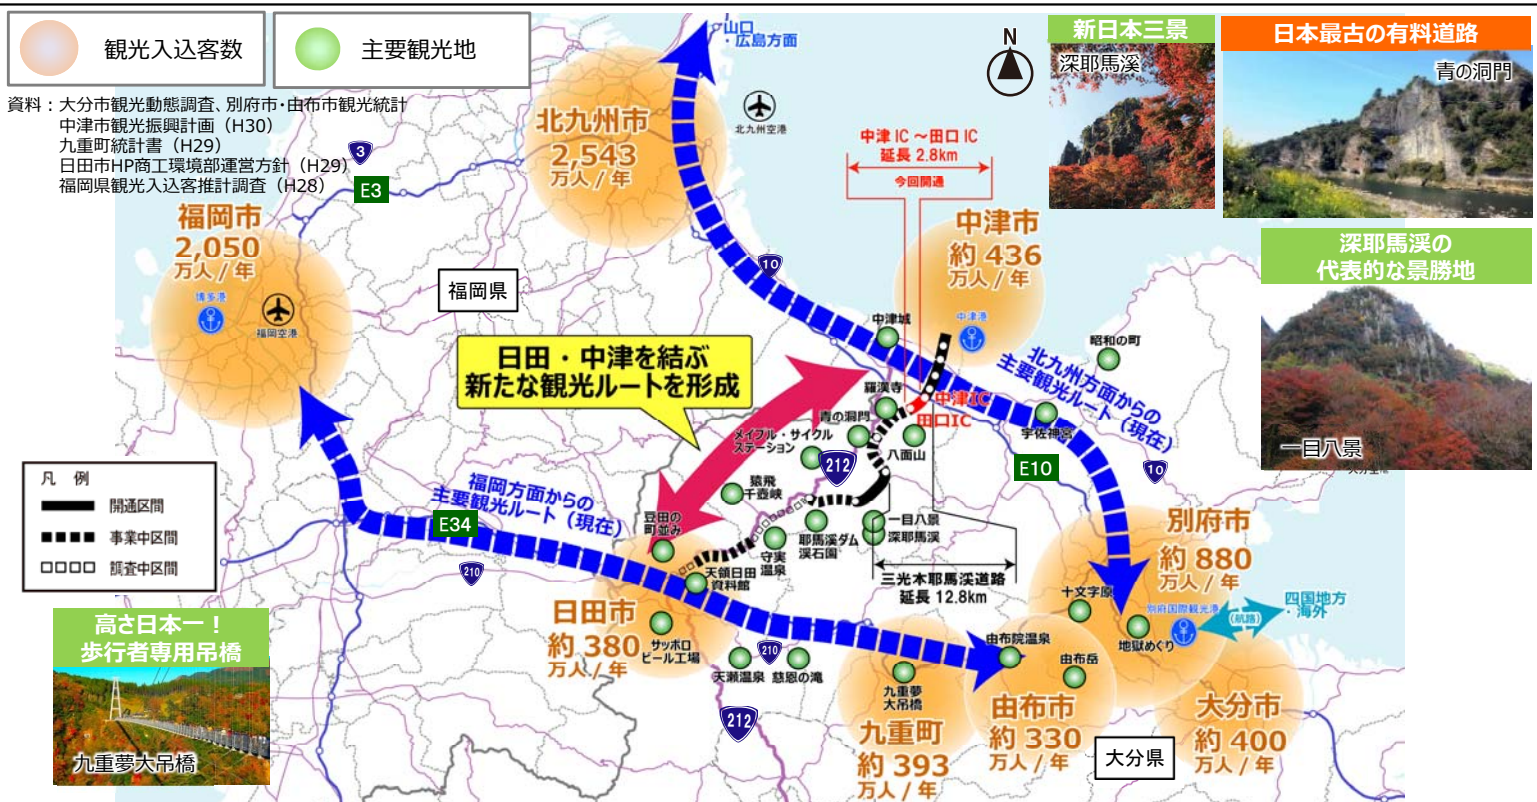 観光入込客数
主要観光地
資料：大分市観光動態調査、別府市・由布市観光統計
中津市観光振興計画（H30）
九重町統計書（H29）
日田市HP商工環境部運営方針（H29）
福岡県観光入込客推計調査（H28）
山口
・広島方面
N
新日本三景
深耶馬溪
日本最古の有料道路
青の洞門
深耶馬渓の
代表的な景勝地
一目八景
北九州市
2,543
万人 / 年
北九州空港
3
E3
福岡市
2,050
万人 / 年
博多港
福岡空港
福岡県
10
中津 IC ～田口 IC
延長 2.8km
今回開通
中津市
約 436
万人 / 年
中津港
中津城
昭和の町
日田・中津を結ぶ
新たな観光ルートを形成
北九州方面からの
主要観光ルート（現在）
羅漢寺
中津IC
田口IC
青の洞門
メイプル・サイクル
ステーション
八面山
宇佐神宮
212
E10
10
猿飛
千壺峡
凡　例
開通区間
事業中区間
調査中区間
福岡方面からの
主要観光ルート（現在）
E34
210
豆田の
町並み
守実
温泉
耶馬溪ダム
溪石園
一目八景
深耶馬溪
三光本耶馬渓道路
延長 12.8km
天領日田
資料館
日田市
約 380
万人 / 年
サッポロ
ビール工場
天瀬温泉
210
慈恩の滝
212
別府市
約 880
万人 / 年
十文字原
別府国際観光港
地獄めぐり
（航路）
四国地方
・海外
由布院温泉
由布岳
九重夢
大吊橋
九重町
約 393
万人 / 年
由布市
約 330
万人 / 年
大分市
約 400
万人 / 年
大分県
高さ日本一！
歩行者専用吊橋
九重夢大吊橋